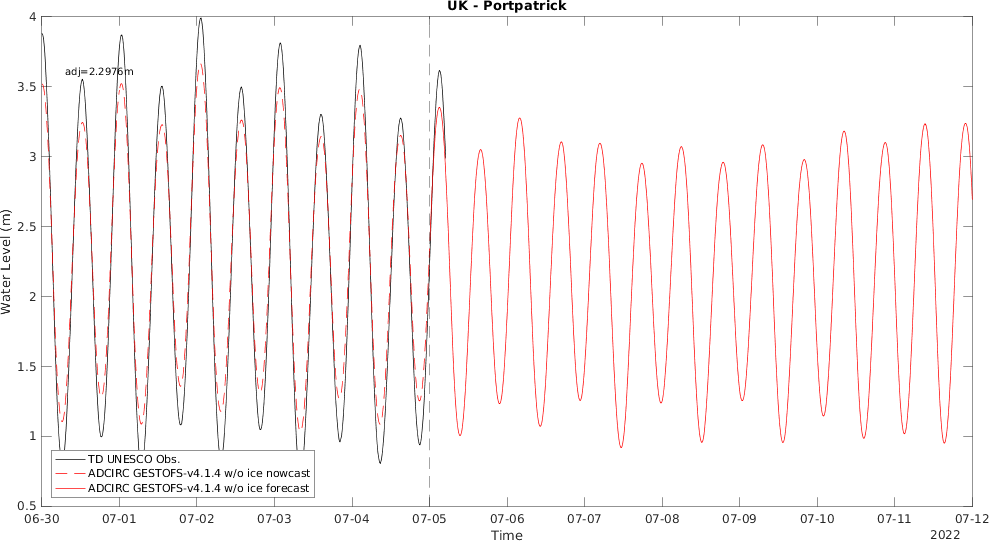 UK - Portpatrick
adj=2.2976m
Water Level (m)
4
3.5
3
2.5
2
1.5
1
0.5
TD UNESCO Obs.
ADCIRC GESTOFS-v4.1.4 w/o ice nowcast
ADCIRC GESTOFS-v4.1.4 w/o ice forecast
06-30 07-01 07-02 07-03 07-04 07-05 07-06 07-07 07-08 07-09 07-10 07-11 07-12
Time
2022